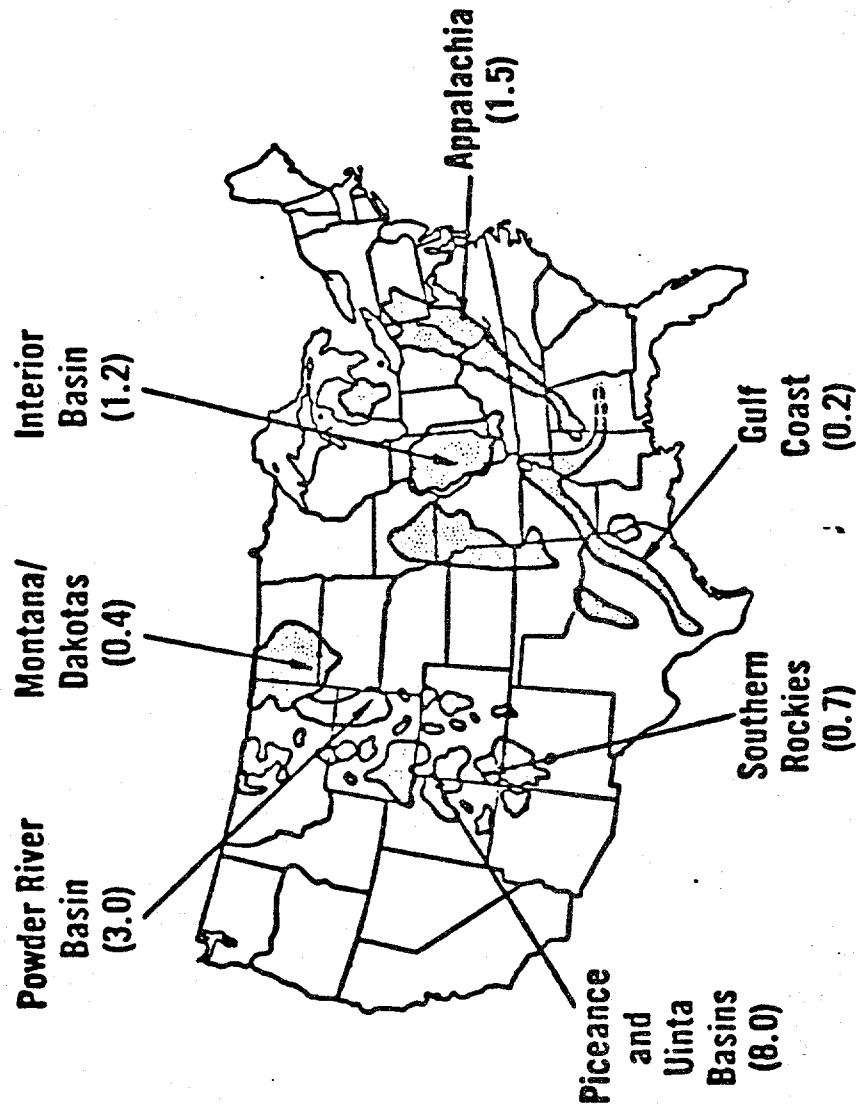 Powder River
Basin
(3.0)
Montana/
Dakotas
(0.4)
Interior
Basin
(1.2)
Appalachia
(1.5)
Piceance
and
Uinta
Basins
(8.0)
Southern
Rockies
(0.7)
Gulf
Coast
(0.2)